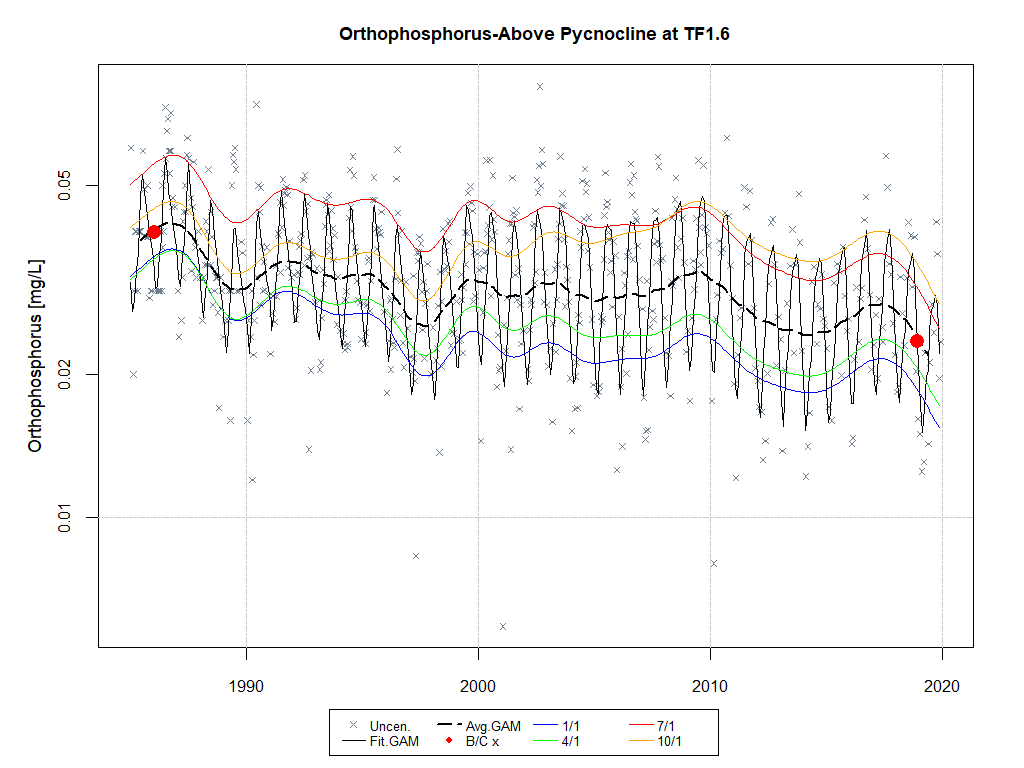 Orthophosphorus-Above Pycnocline at TF1.6
Orthophosphorus [mg/L]
0.05
0.02
0.01
1990 2000 2010 2020
Uncen. Avg.GAM 1/1 7/1
Fit.GAM B/C x 4/1 10/1